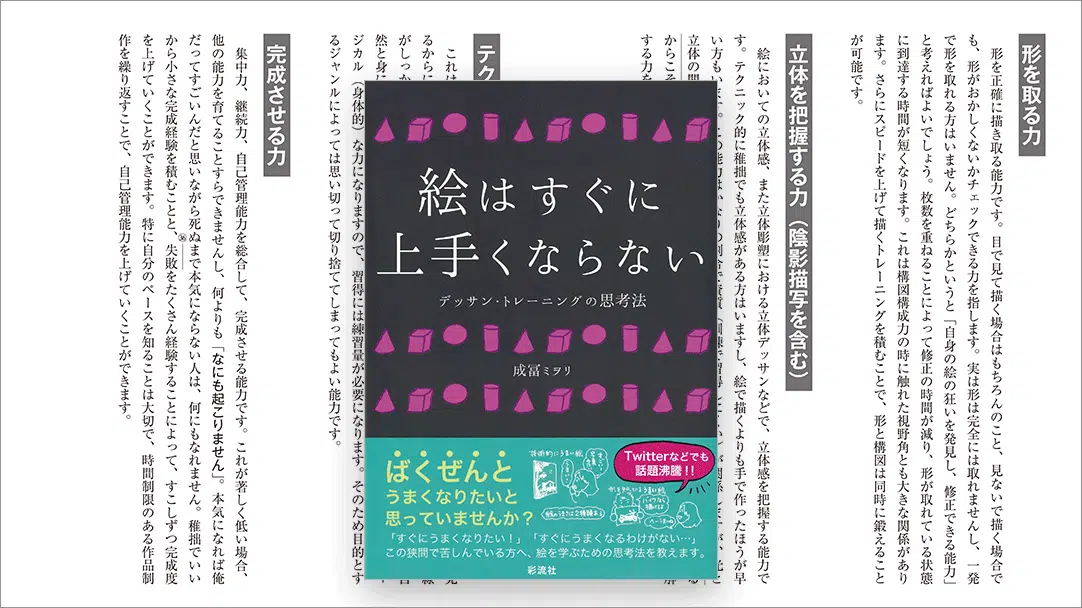 形を取る力
形を正確に描き取る能力です。目で見て描く場合はもちろんのこと、見ないで描く場合で
も、形がおかしくないかチェックできる力を指します。実は形は完全には取れませんし、一発
で形を取れる方はいません。どちらかというと「自身の絵の狂いを発見し、修正できる能力」
と考えればよいでしょう。枚数を重ねることによって修正の時間が減り、形が取れている状態
に到達する時間が短くなります。これは構図構成力の時に触れた視野角とも大きな関係があり
ます。さらにスピードを上げて描くトレーニングを積むことで、形と構図は同時に鍛えること
が可能です。
立体を把握する力（陰影描写を含む）
絵においての立体感、また立体彫塑における立体デッサンなどで、立体感を把握する能力で
す。テクニック的に稚拙でも立体感がある方はいますし、絵で描くよりも手で作ったほうが早
い方もい
立体の間
からこそ
する力を
テク
これは
るからに
がしっか
然と身に
ジカル（身体的）な力になりますので、習得には練習量が必要になります。そのため目的とす
るジャンルによっては思い切って切り捨ててしまってもよい能力です。
完成させる力
集中力、継続力、自己管理能力を総合して、完成させる能力です。これが著しく低い場合、
他の能力を育てることすらできませんし、何よりも「なにも起こりません」。本気になれば俺
だってすごいんだと思いながら死ぬまで本気にならない人は、何にもなれません。稚拙でいい
から小さな完成経験を積むことと、失敗をたくさん経験することによって、すこしずつ完成度
を上げていくことができます。特に自分のペースを知ることは大切で、時間制限のある作品制
作を繰り返すことで、自己管理能力を上げていくことができます。
絵はすぐに
上手くならない
デッサン・トレーニングの思考法
成冨ミヲリ
Twitterなどでも
話題沸騰!!
ばくぜんと
うまくなりたいと
思っていませんか？
「すぐにうまくなりたい！」「すぐにうまくなるわけがない…」
この狭間で苦しんでいる方へ、絵を学ぶための思考法を教えます。
彩流社